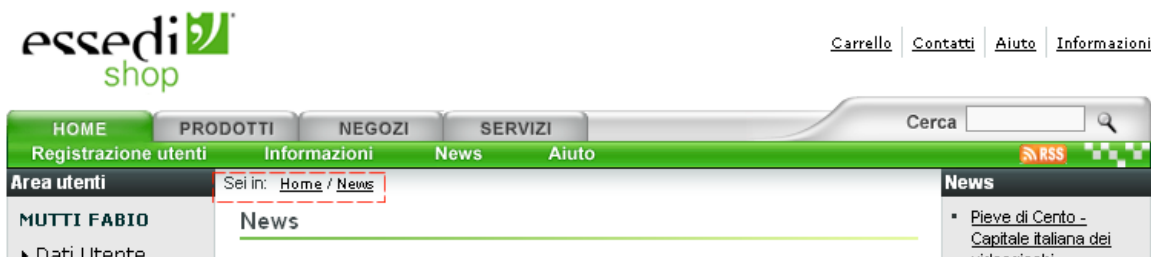 essedi
shop
Carrello Contatti Aiuto Informazioni
HOME PRODOTTI NEGOZI SERVIZI Cerca
Registrazione utenti Informazioni News Aiuto RSS
Area utenti Sei in: Home / News News
MUTTI FABIO News Pieve di Cento -
Capitale italiana dei
Dati Utente videogiochi